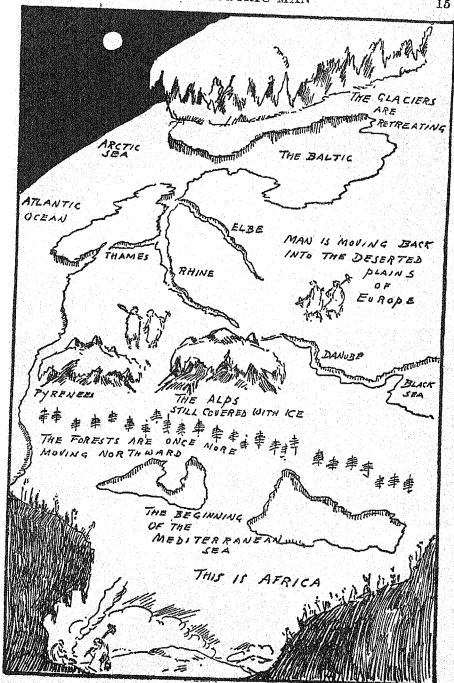 15
THE GLACIERS
ARE
RETREATING
ARCTIC
SEA
THE BALTIC
ATLANTIC
OCEAN
ELBE
THAMES
RHINE
MAN IS MOVING BACK
INTO THE DESERTED
PLAINS
OF
EUROPE
DANUBE
BLACK
SEA
PYRENEES
THE ALPS
STILL COVERED WITH ICE
THE FORESTS ARE ONCE MORE
MOVING NORTHWARD
THE BEGINNING
OF THE
MEDITERRANEAN
SEA
THIS IS AFRICA